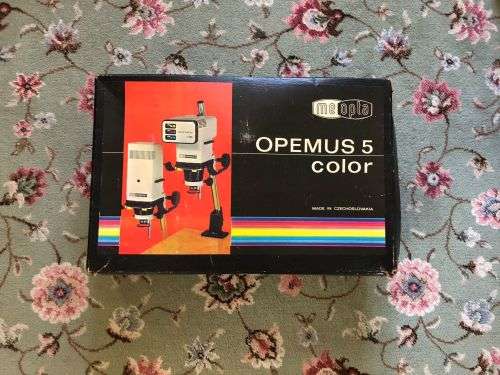 meopta
OPEMUS 5
color
MADE IN CZECHOSLOVAKIA